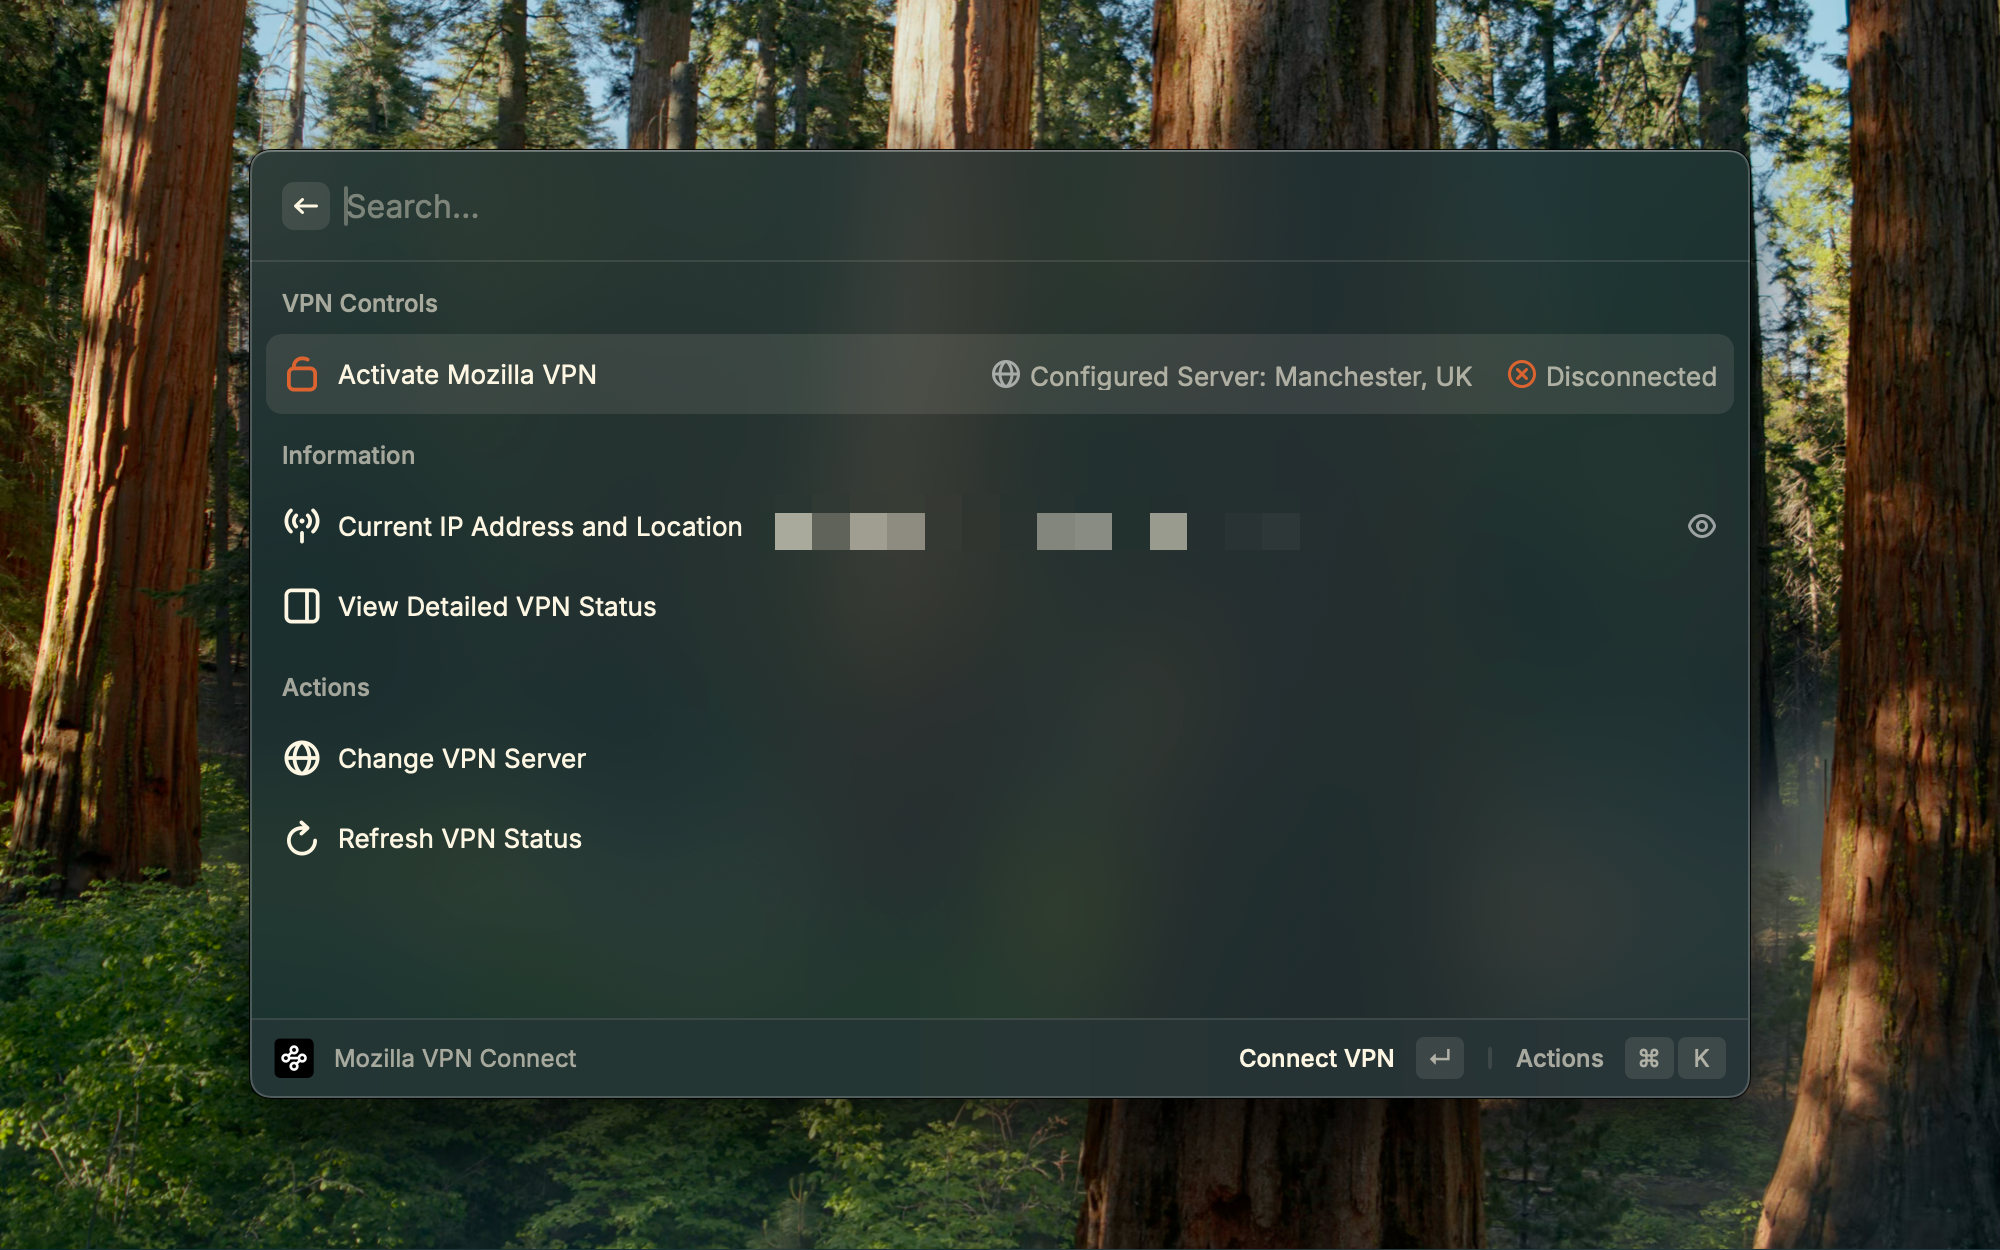 Search...
VPN Controls
Activate Mozilla VPN Configured Server: Manchester, UK Disconnected
Information
Current IP Address and Location
View Detailed VPN Status
Actions
Change VPN Server
Refresh VPN Status
Mozilla VPN Connect Connect VPN ↵ Actions ⌘ K